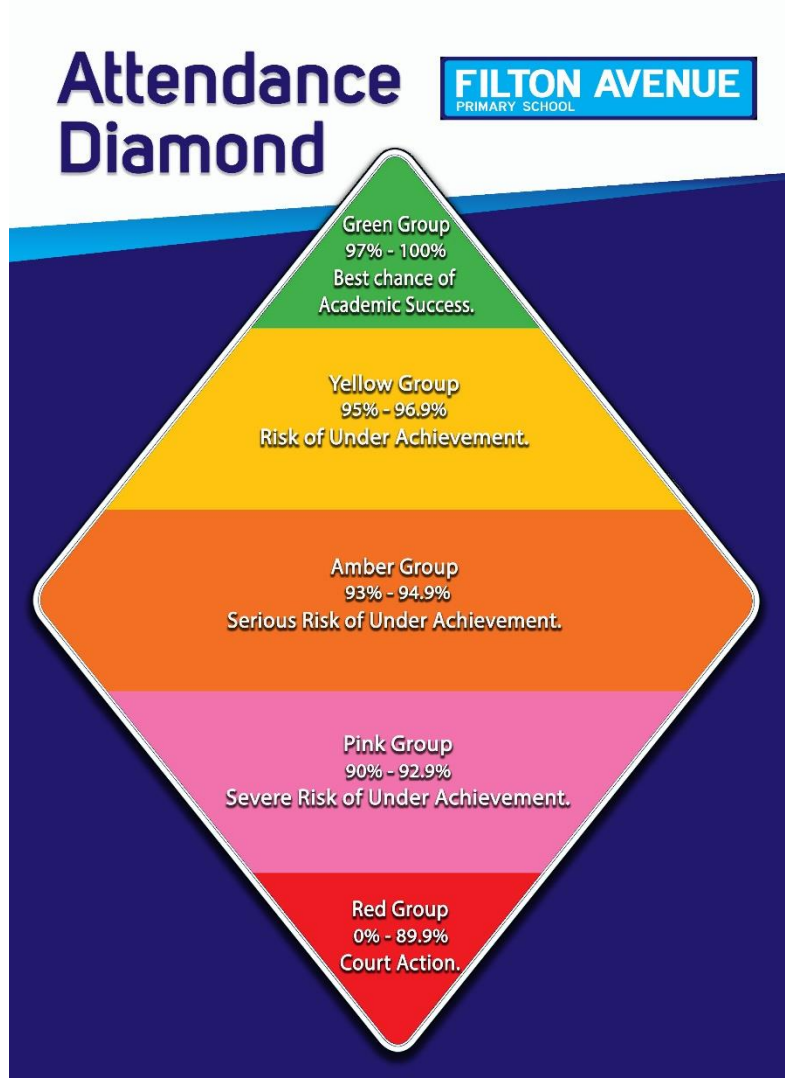 Attendance
Diamond
FILTON AVENUE
PRIMARY SCHOOL
Green Group
97% - 100%
Best chance of
Academic Success.
Yellow Group
95% - 96.9%
Risk of Under Achievement.
Amber Group
93% - 94.9%
Serious Risk of Under Achievement.
Pink Group
90% - 92.9%
Severe Risk of Under Achievement.
Red Group
0% - 89.9%
Court Action.